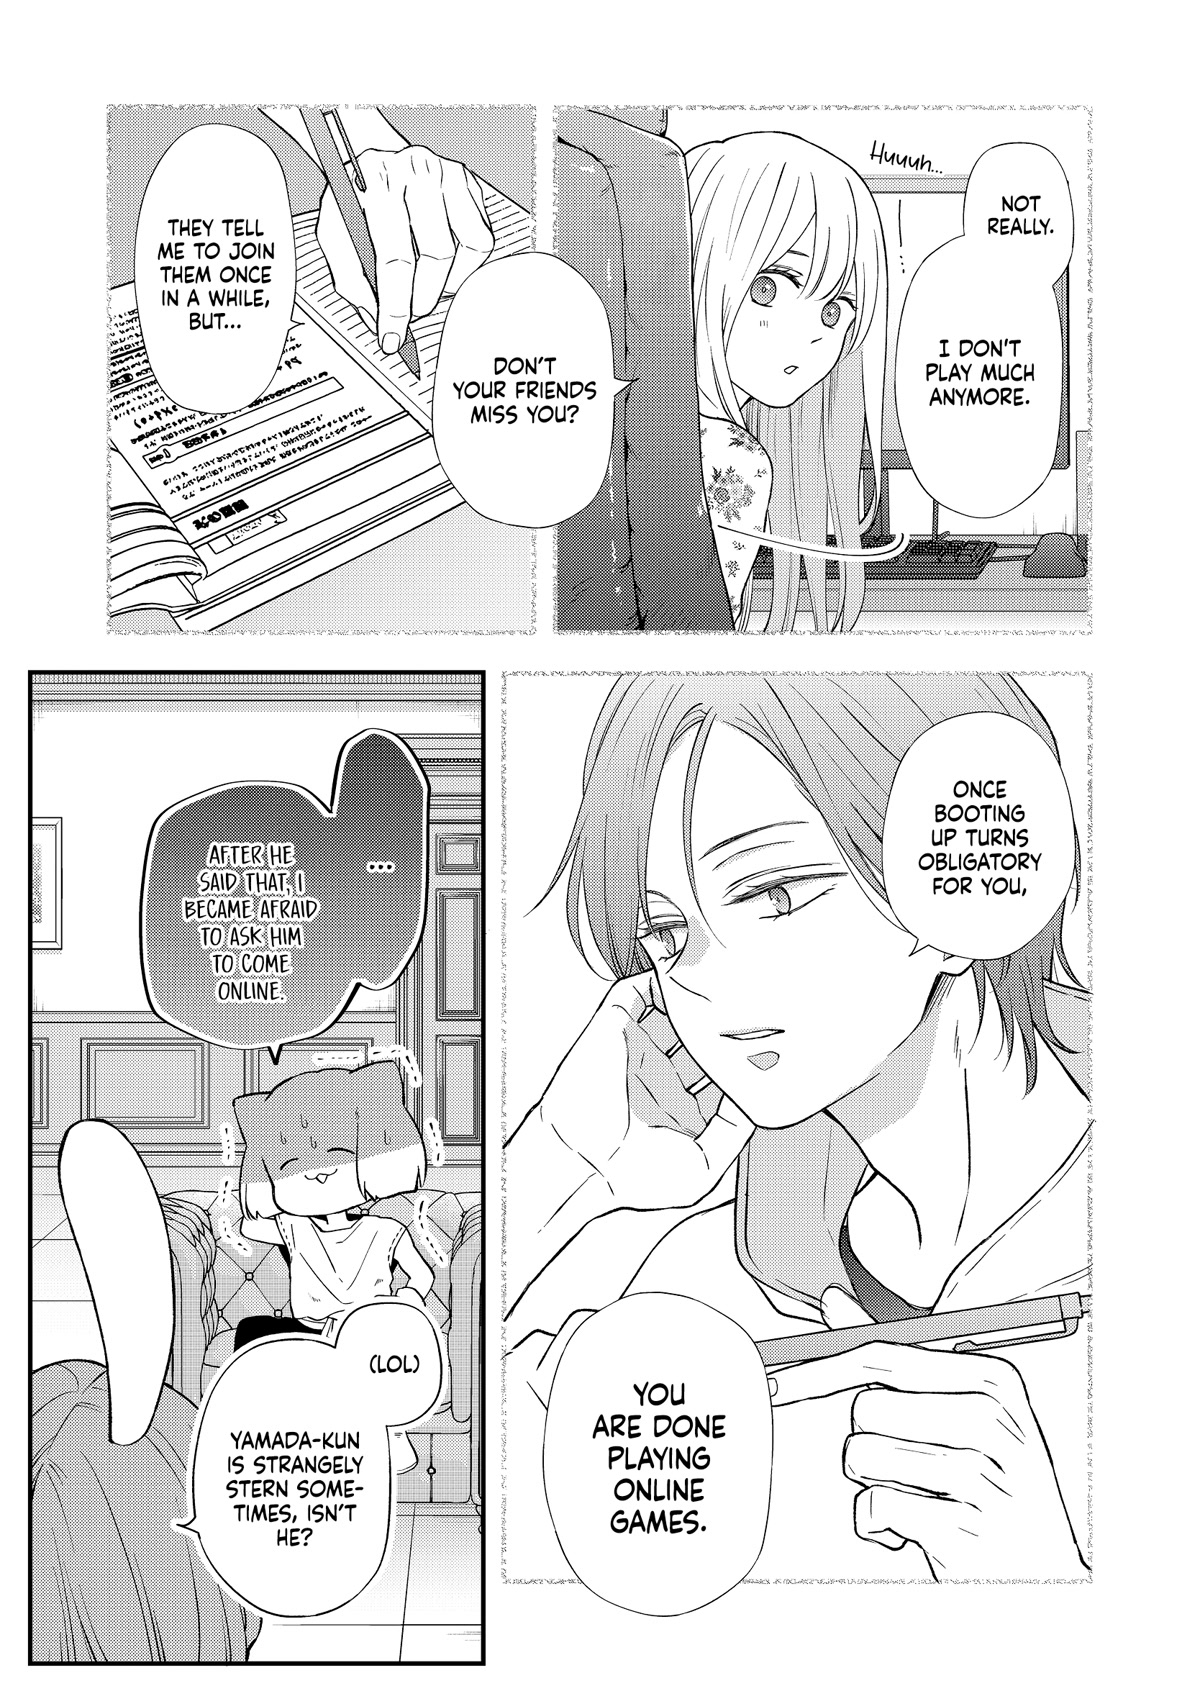 NOT
REALLY.
Huuuh...
I DON'T
PLAY MUCH
ANYMORE.
DON'T
YOUR FRIENDS
MISS YOU?
THEY TELL
ME TO JOIN
THEM ONCE
IN A WHILE,
BUT...
ONCE
BOOTING
UP TURNS
OBLIGATORY
FOR YOU,
YOU
ARE DONE
PLAYING
ONLINE
GAMES.
...
AFTER HE
SAID THAT, I
BECAME AFRAID
TO ASK HIM
TO COME
ONLINE.
(LOL)
YAMADA-KUN
IS STRANGELY
STERN SOME-
TIMES, ISN'T
HE?